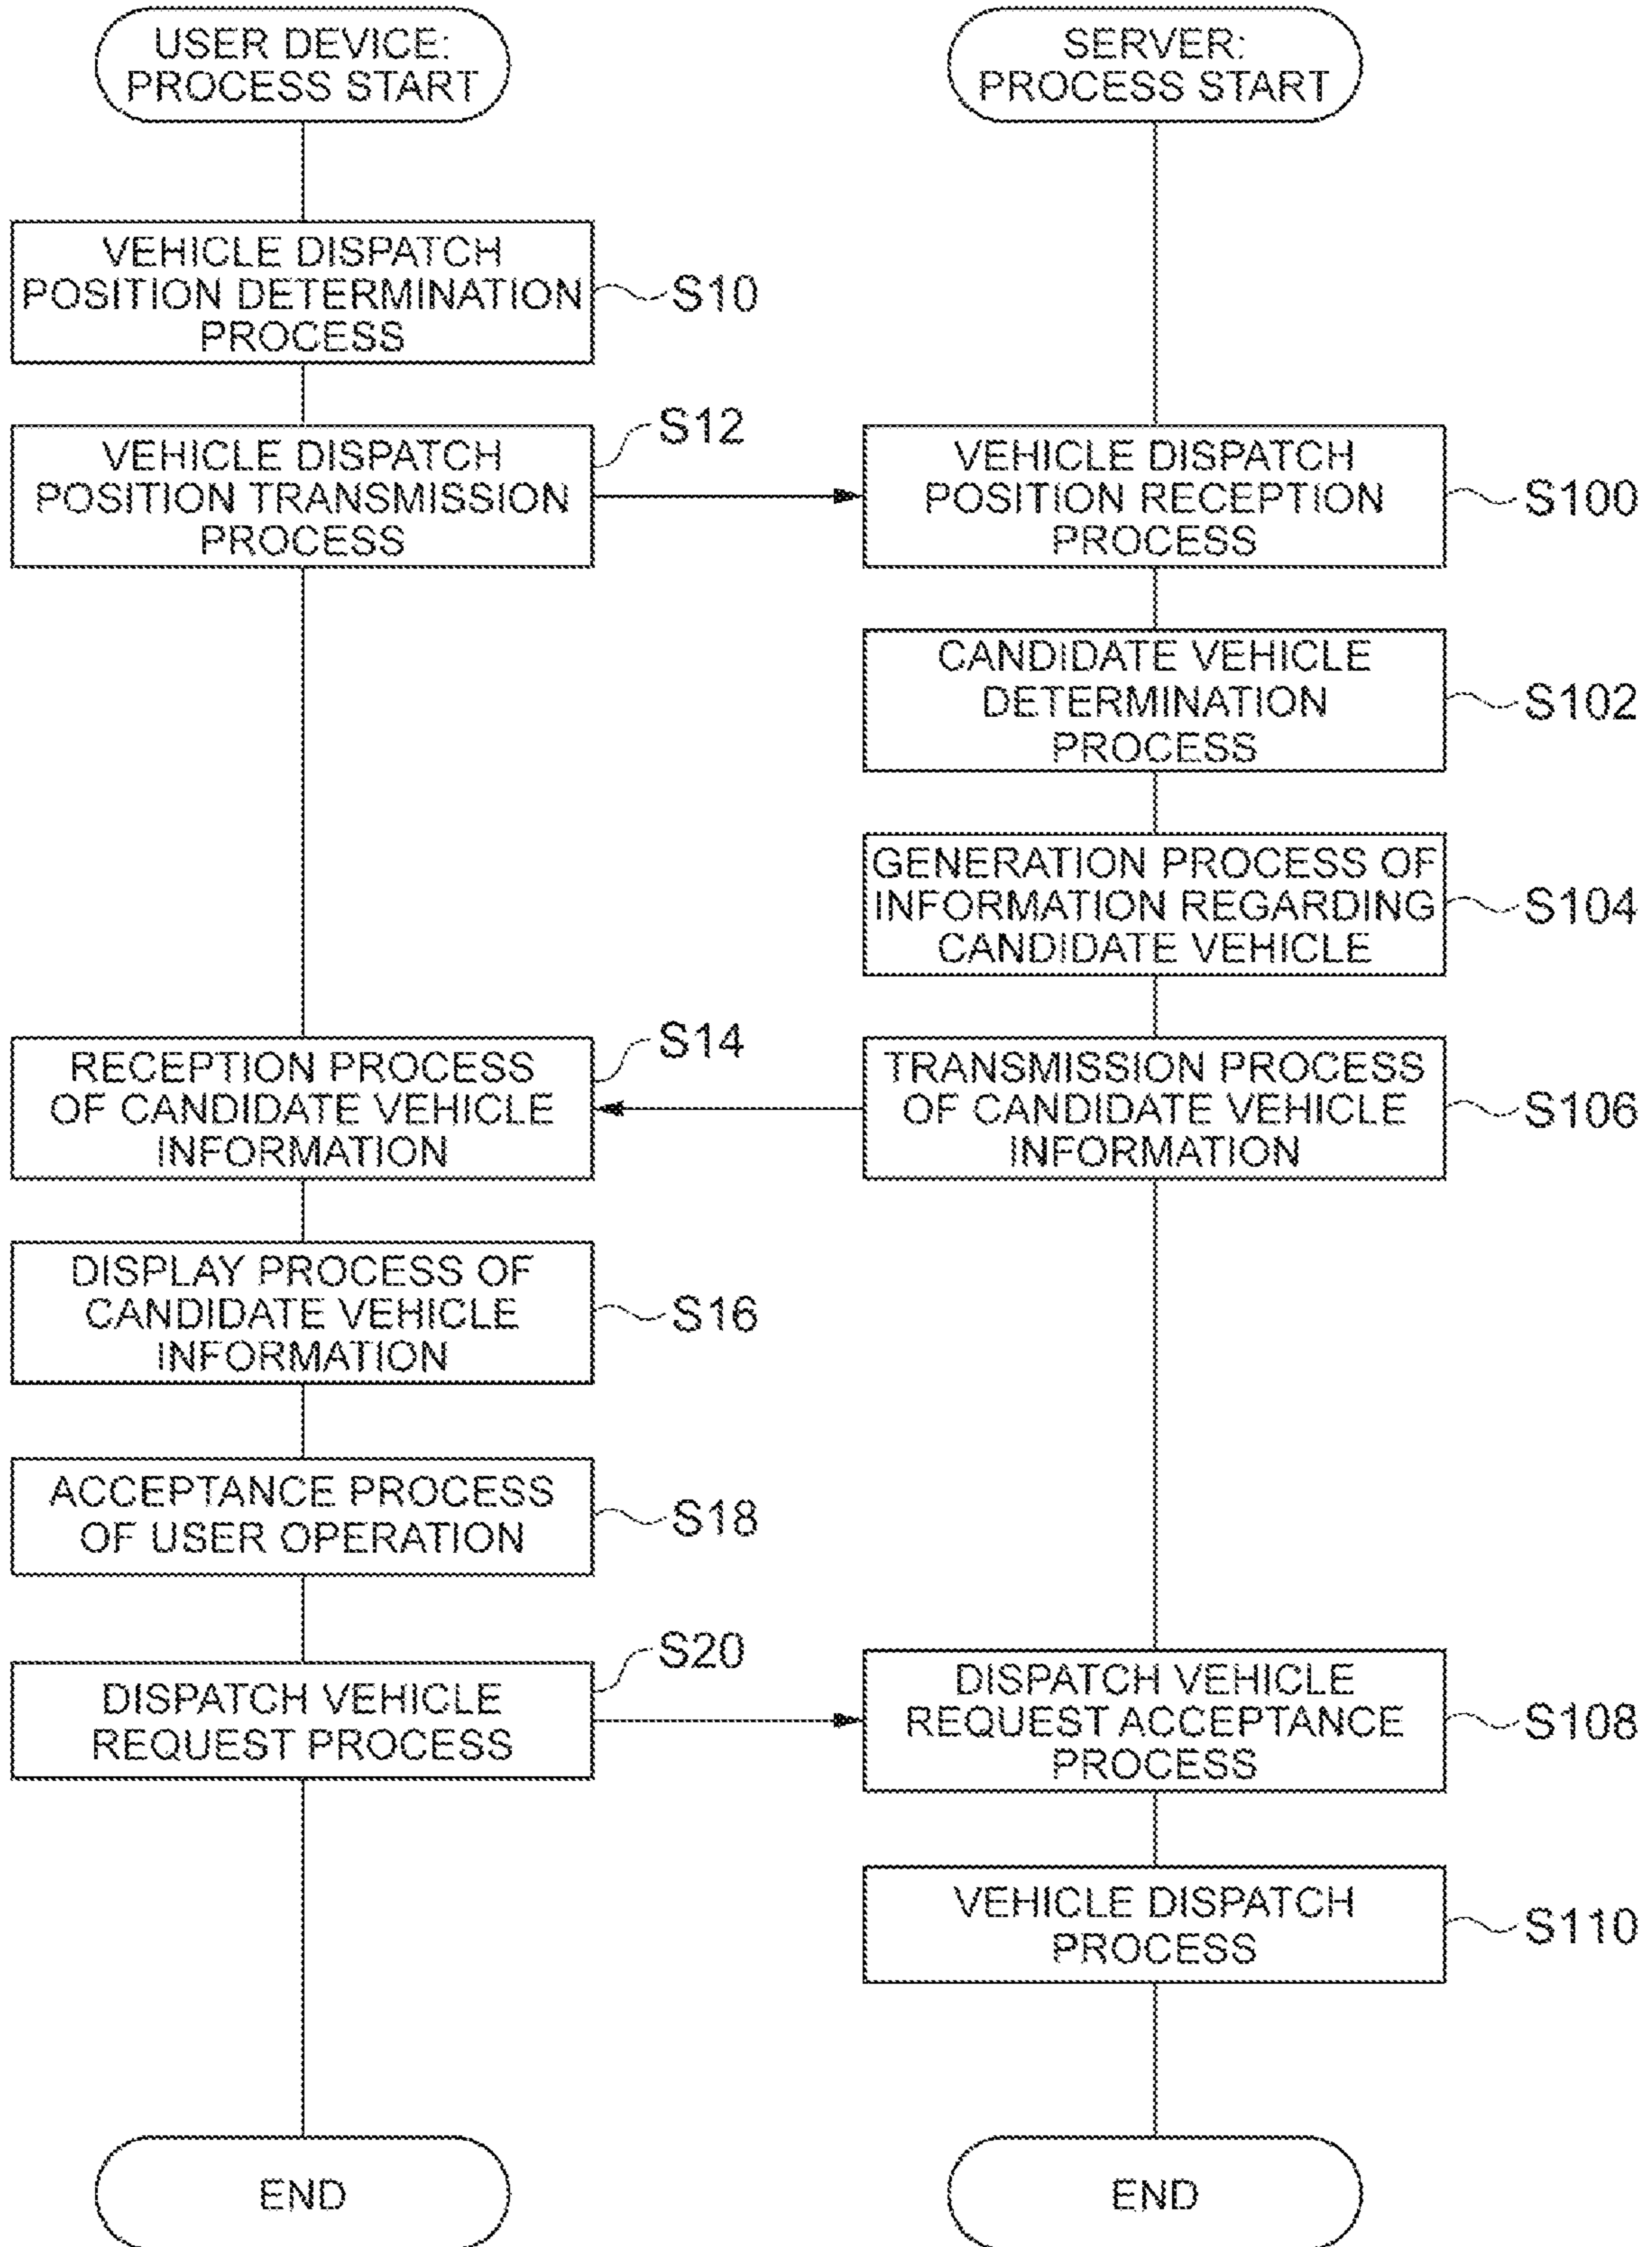 USER DEVICE:
PROCESS START
SERVER:
PROCESS START
VEHICLE DISPATCH
POSITION DETERMINATION
PROCESS
S10
VEHICLE DISPATCH
POSITION TRANSMISSION
PROCESS
S12
VEHICLE DISPATCH
POSITION RECEPTION
PROCESS
S100
CANDIDATE VEHICLE
DETERMINATION
PROCESS
S102
GENERATION PROCESS OF
INFORMATION REGARDING
CANDIDATE VEHICLE
S104
RECEPTION PROCESS
OF CANDIDATE VEHICLE
INFORMATION
S14
TRANSMISSION PROCESS
OF CANDIDATE VEHICLE
INFORMATION
S106
DISPLAY PROCESS OF
CANDIDATE VEHICLE
INFORMATION
S16
ACCEPTANCE PROCESS
OF USER OPERATION
S18
DISPATCH VEHICLE
REQUEST PROCESS
S20
DISPATCH VEHICLE
REQUEST ACCEPTANCE
PROCESS
S108
VEHICLE DISPATCH
PROCESS
S110
END
END